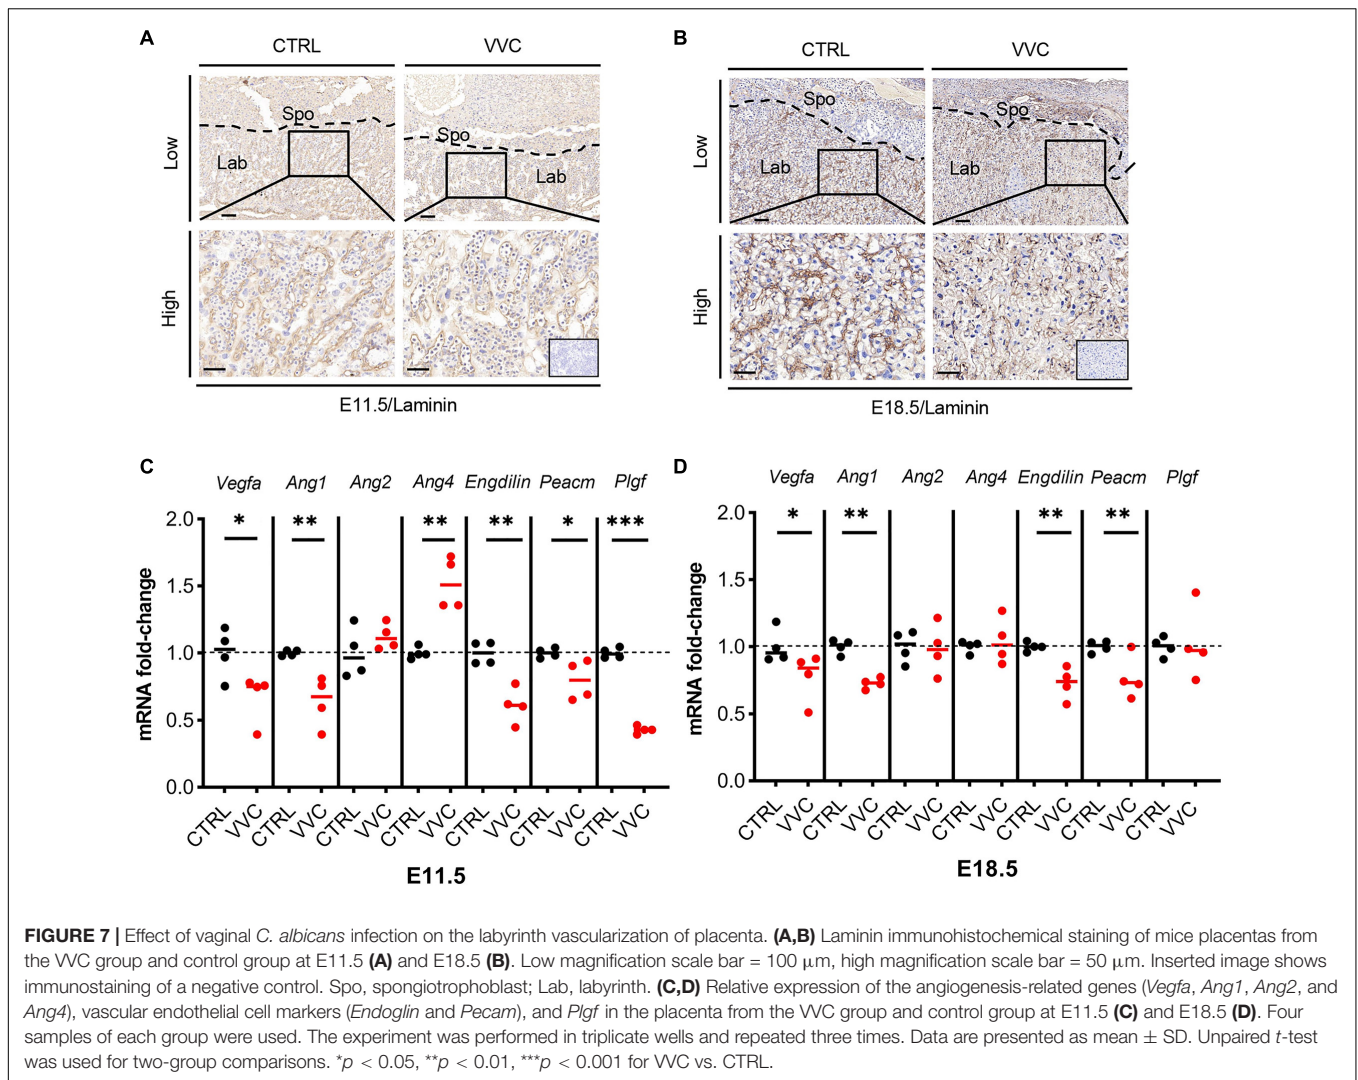 A
CTRL
VVC
Low
Spo
Lab
Spo
Lab
High
E11.5/Laminin
B
CTRL
VVC
Low
Spo
Lab
Spo
Lab
High
E18.5/Laminin
C
Vegfa Ang1 Ang2 Ang4 Engdilin Peacm Plgf
* ** ** ** * ***
mRNA fold-change
2.0
1.5
1.0
0.5
0.0
CTRL VVC CTRL VVC CTRL VVC CTRL VVC CTRL VVC CTRL VVC CTRL VVC
E11.5
D
Vegfa Ang1 Ang2 Ang4 Engdilin Peacm Plgf
* ** ** **
mRNA fold-change
2.0
1.5
1.0
0.5
0.0
CTRL VVC CTRL VVC CTRL VVC CTRL VVC CTRL VVC CTRL VVC CTRL VVC
E18.5
FIGURE 7 | Effect of vaginal C. albicans infection on the labyrinth vascularization of placenta. (A,B) Laminin immunohistochemical staining of mice placentas from
the VVC group and control group at E11.5 (A) and E18.5 (B). Low magnification scale bar = 100 μm, high magnification scale bar = 50 μm. Inserted image shows
immunostaining of a negative control. Spo, spongiotrophoblast; Lab, labyrinth. (C,D) Relative expression of the angiogenesis-related genes (Vegfa, Ang1, Ang2, and
Ang4), vascular endothelial cell markers (Endoglin and Pecam), and Plgf in the placenta from the VVC group and control group at E11.5 (C) and E18.5 (D). Four
samples of each group were used. The experiment was performed in triplicate wells and repeated three times. Data are presented as mean ± SD. Unpaired t-test
was used for two-group comparisons. *p < 0.05, **p < 0.01, ***p < 0.001 for VVC vs. CTRL.